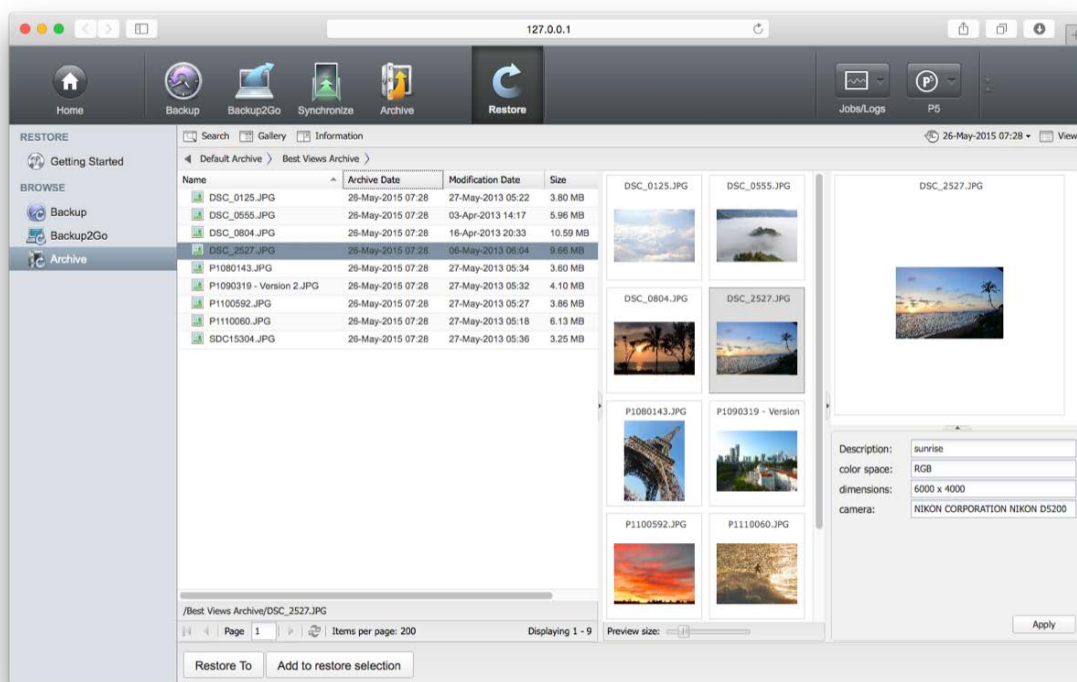 127.0.0.1
Home
Backup
Backup2Go
Synchronize
Archive
Restore
Jobs/Logs
P5
RESTORE
Getting Started
BROWSE
Backup
Backup2Go
Archive
Search Gallery Information
26-May-2015 07:28
View
Default Archive Best Views Archive
Name Archive Date Modification Date Size
DSC_0125.JPG 26-May-2015 07:28 27-May-2013 05:22 3.80 MB
DSC_0555.JPG 26-May-2015 07:28 03-Apr-2013 14:17 5.96 MB
DSC_0804.JPG 26-May-2015 07:28 16-Apr-2013 20:33 10.59 MB
DSC_2527.JPG 26-May-2015 07:28 06-May-2013 06:04 9.66 MB
P1080143.JPG 26-May-2015 07:28 27-May-2013 05:34 3.60 MB
P1090319 - Version 2.JPG 26-May-2015 07:28 27-May-2013 05:32 4.10 MB
P1100592.JPG 26-May-2015 07:28 27-May-2013 05:27 3.86 MB
P1110060.JPG 26-May-2015 07:28 27-May-2013 05:18 6.13 MB
SDC15304.JPG 26-May-2015 07:28 27-May-2013 05:36 3.25 MB
/Best Views Archive/DSC_2527.JPG
Page 1 Items per page: 200 Displaying 1 - 9
DSC_0125.JPG DSC_0555.JPG
DSC_0804.JPG DSC_2527.JPG
P1080143.JPG P1090319 - Version
P1100592.JPG P1110060.JPG
Preview size:
DSC_2527.JPG
Description: sunrise
color space: RGB
dimensions: 6000 x 4000
camera: NIKON CORPORATION NIKON D5200
Apply
Restore To
Add to restore selection